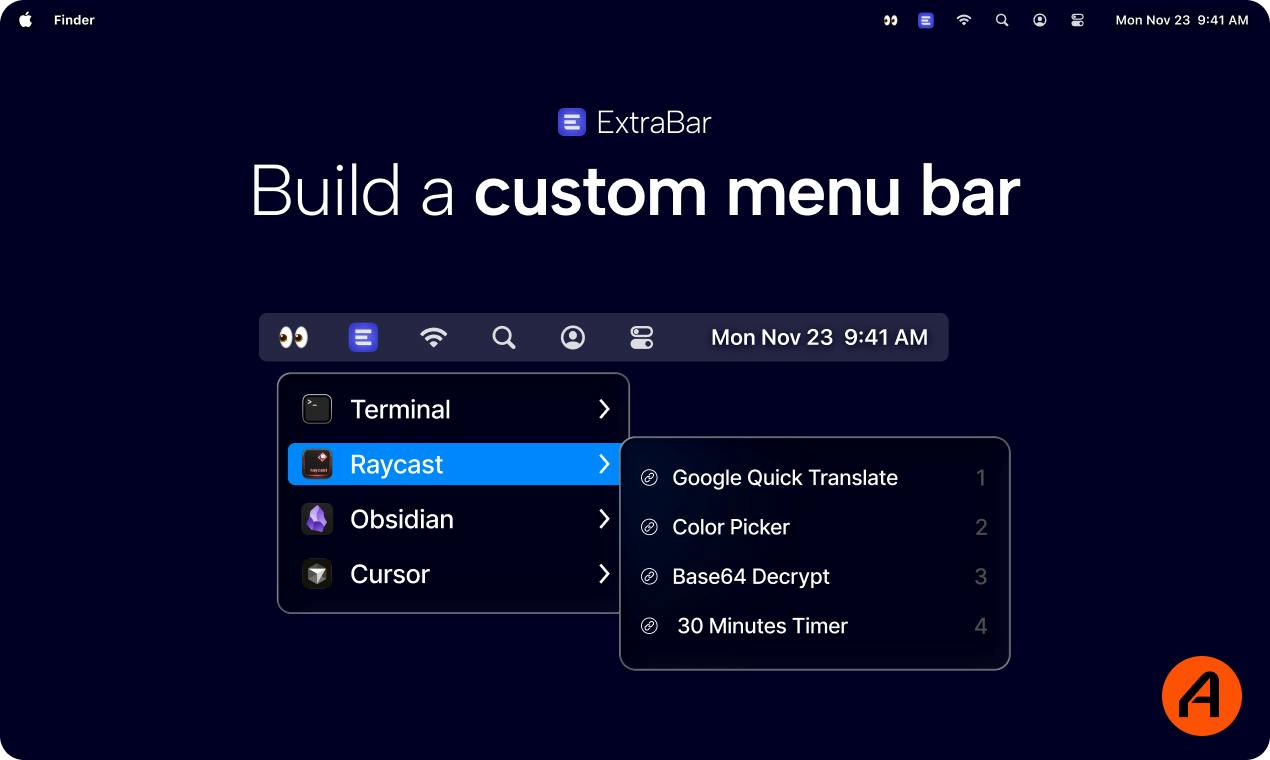 Finder
Mon Nov 23 9:41 AM
ExtraBar
Build a custom menu bar
Mon Nov 23 9:41 AM
Terminal
Raycast
Obsidian
Cursor
Google Quick Translate 1
Color Picker 2
Base64 Decrypt 3
30 Minutes Timer 4